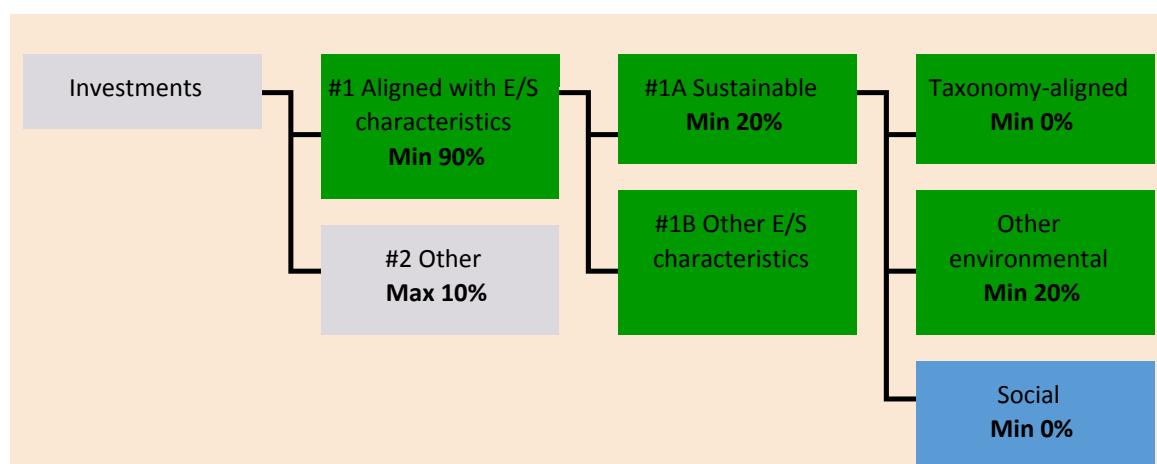 Investments
#1 Aligned with E/S
characteristics
Min 90%
#2 Other
Max 10%
#1A Sustainable
Min 20%
#1B Other E/S
characteristics
Taxonomy-aligned
Min 0%
Other
environmental
Min 20%
Social
Min 0%